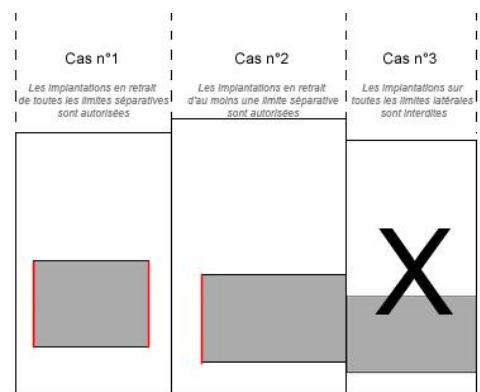 Cas n°1
Les implantations en retrait
de toutes les limites séparatives
sont autorisées
Cas n°2
Les implantations en retrait
d'au moins une limite séparative
sont autorisées
Cas n°3
Les implantations sur
toutes les limites latérales
sont interdites
X